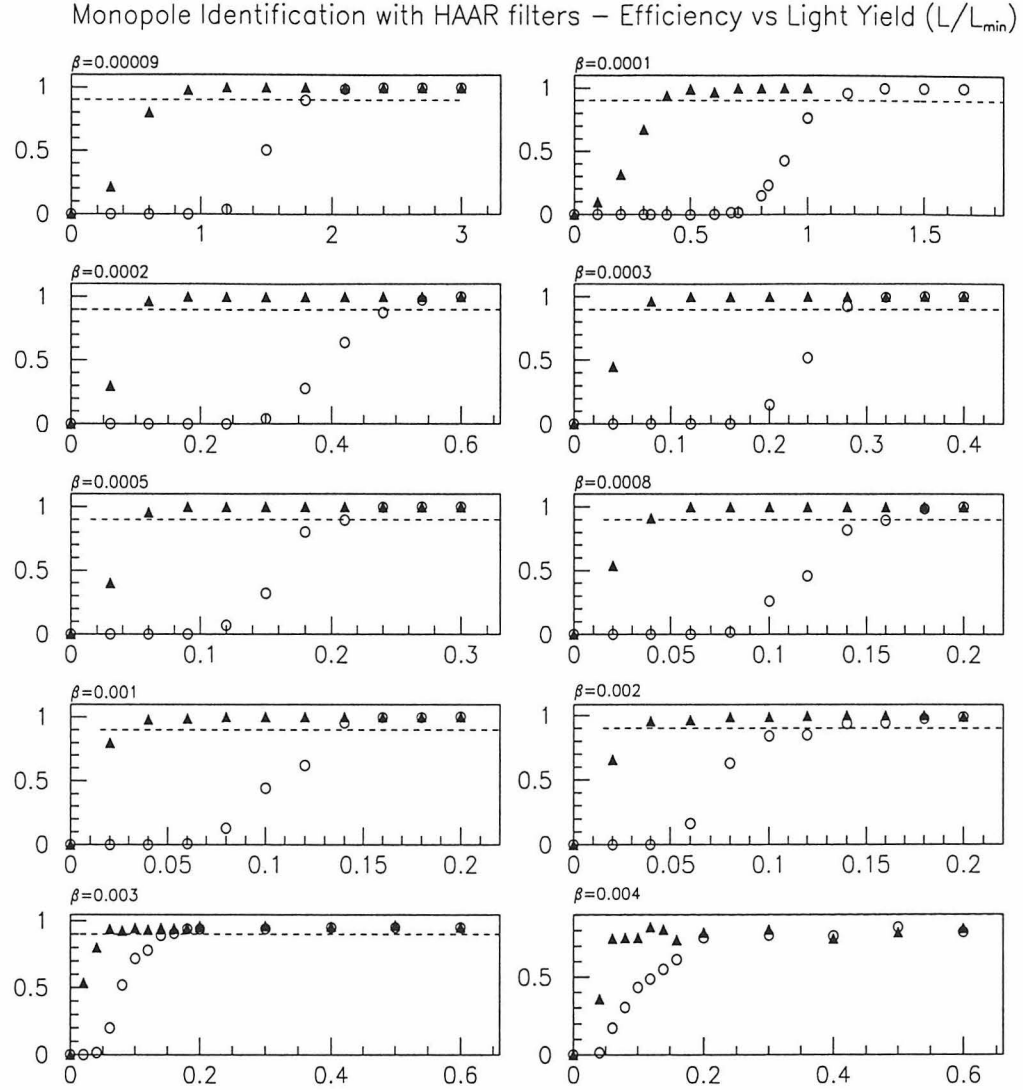 Monopole Identification with HAAR filters – Efficiency vs Light Yield (L/Lmin)
β=0.00009
1
0.5
0
0 1 2 3
β=0.0001
1
0.5
0
0 0.5 1 1.5
β=0.0002
1
0.5
0
0 0.2 0.4 0.6
β=0.0003
1
0.5
0
0 0.1 0.2 0.3 0.4
β=0.0005
1
0.5
0
0 0.1 0.2 0.3
β=0.0008
1
0.5
0
0 0.05 0.1 0.15 0.2
β=0.001
1
0.5
0
0 0.05 0.1 0.15 0.2
β=0.002
1
0.5
0
0 0.05 0.1 0.15 0.2
β=0.003
1
0.5
0
0 0.2 0.4 0.6
β=0.004
0.5
0
0 0.2 0.4 0.6